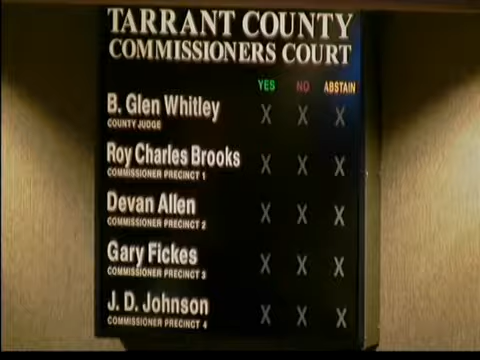 TARRANT COUNTY
COMMISSIONERS COURT
YES NO ABSTAIN
B. Glen Whitley X X X
COUNTY JUDGE
Roy Charles Brooks X X X
COMMISSIONER PRECINCT 1
Devan Allen X X X
COMMISSIONER PRECINCT 2
Gary Fickes X X X
COMMISSIONER PRECINCT 3
J. D. Johnson X X X
COMMISSIONER PRECINCT 4